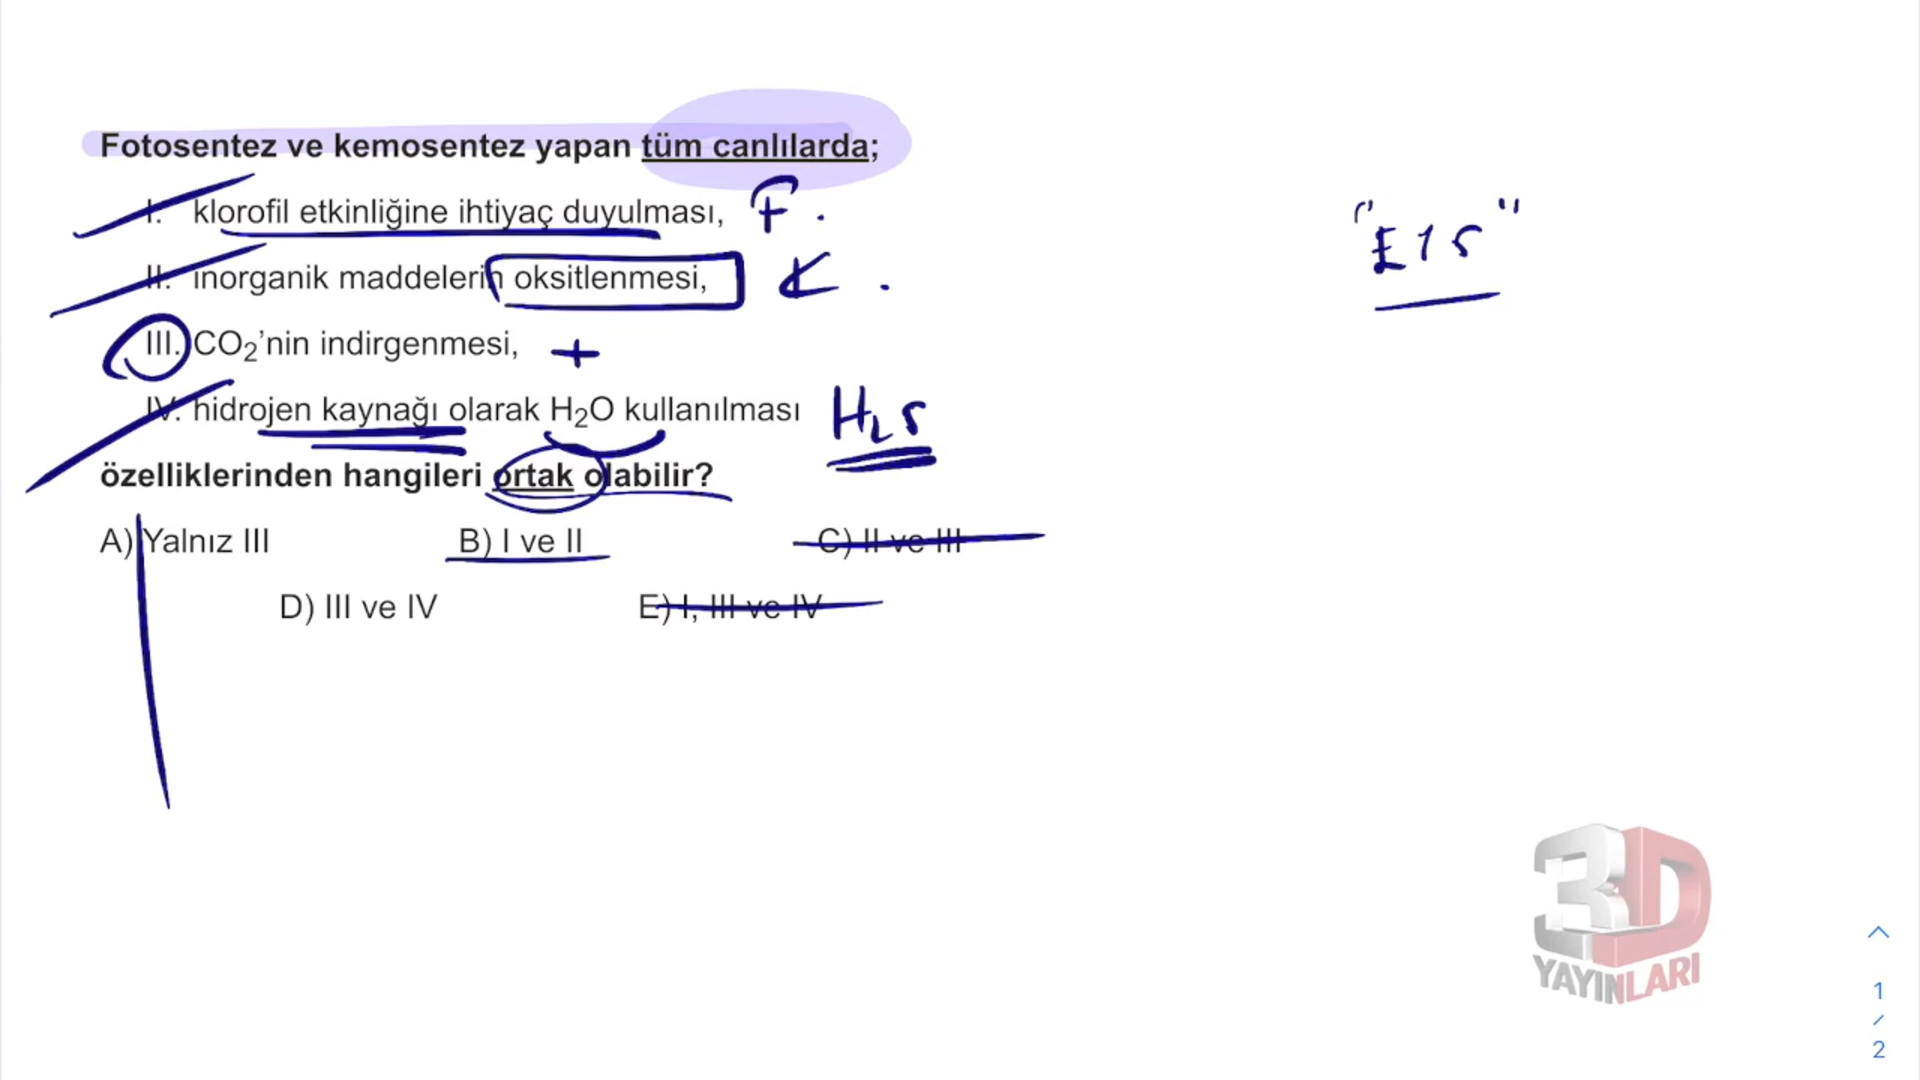 Fotosentez ve kemosentez yapan tüm canlılarda;
I. klorofil etkinliğine ihtiyaç duyulması, F.
"E15"
II. inorganik maddelerin oksitlenmesi, K.
III. CO₂'nin indirgenmesi, +
IV. hidrojen kaynağı olarak H₂O kullanılması H₂S
özelliklerinden hangileri ortak olabilir?
A) Yalnız III B) I ve II C) II ve III
D) III ve IV E) I, III ve IV
3D
YAYINLARI
1
/
2